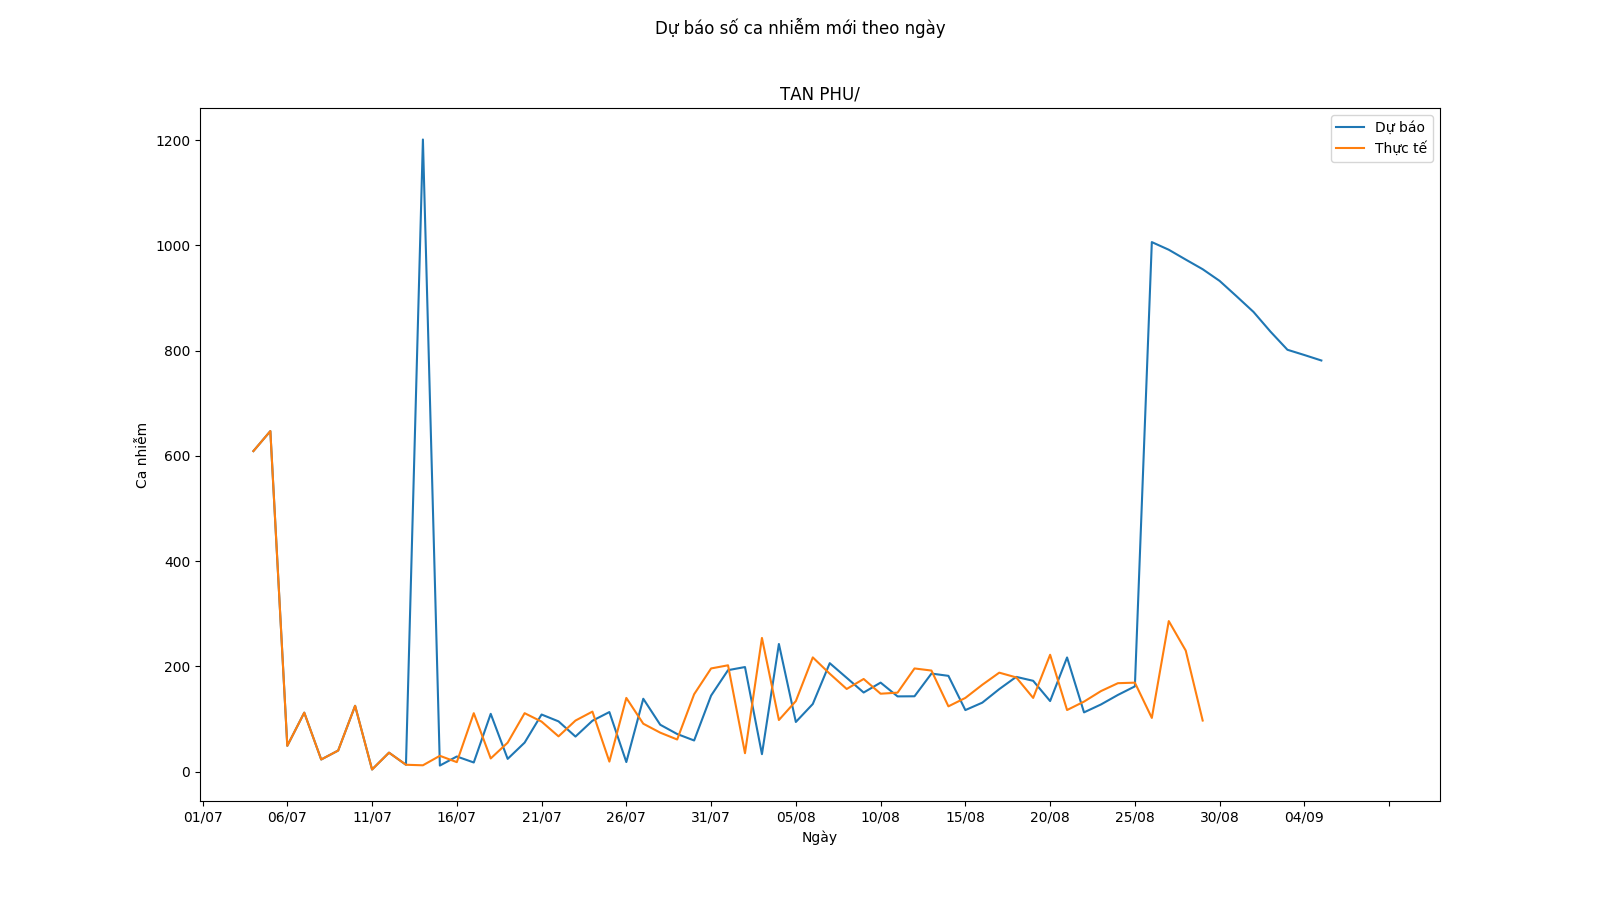 Dự báo số ca nhiễm mới theo ngày
TAN PHU/
Dự báo
Thực tế
1200
1000
800
600
400
200
0
Ca nhiễm
01/07 06/07 11/07 16/07 21/07 26/07 31/07 05/08 10/08 15/08 20/08 25/08 30/08 04/09
Ngày